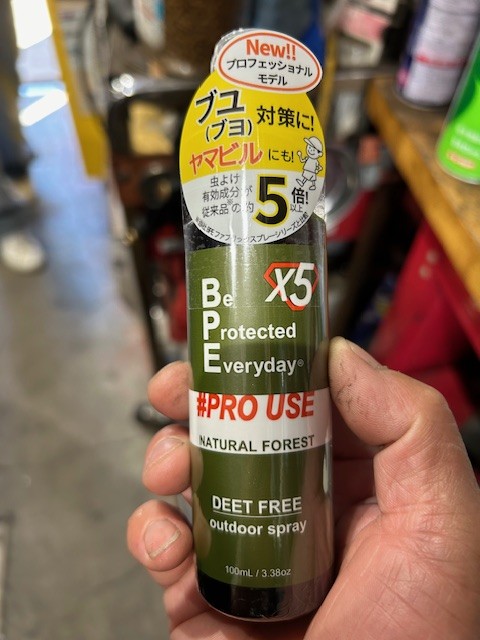 New!!
プロフェッショナル
モデル
ブユ
(ブヨ)
対策に!
ヤマビルにも!
虫よけ
有効成分が
従来品※の約
5倍!
以上
X5
Be
Protected
Everyday®
#PRO USE
NATURAL FOREST
DEET FREE
outdoor spray
100mL / 3.38oz